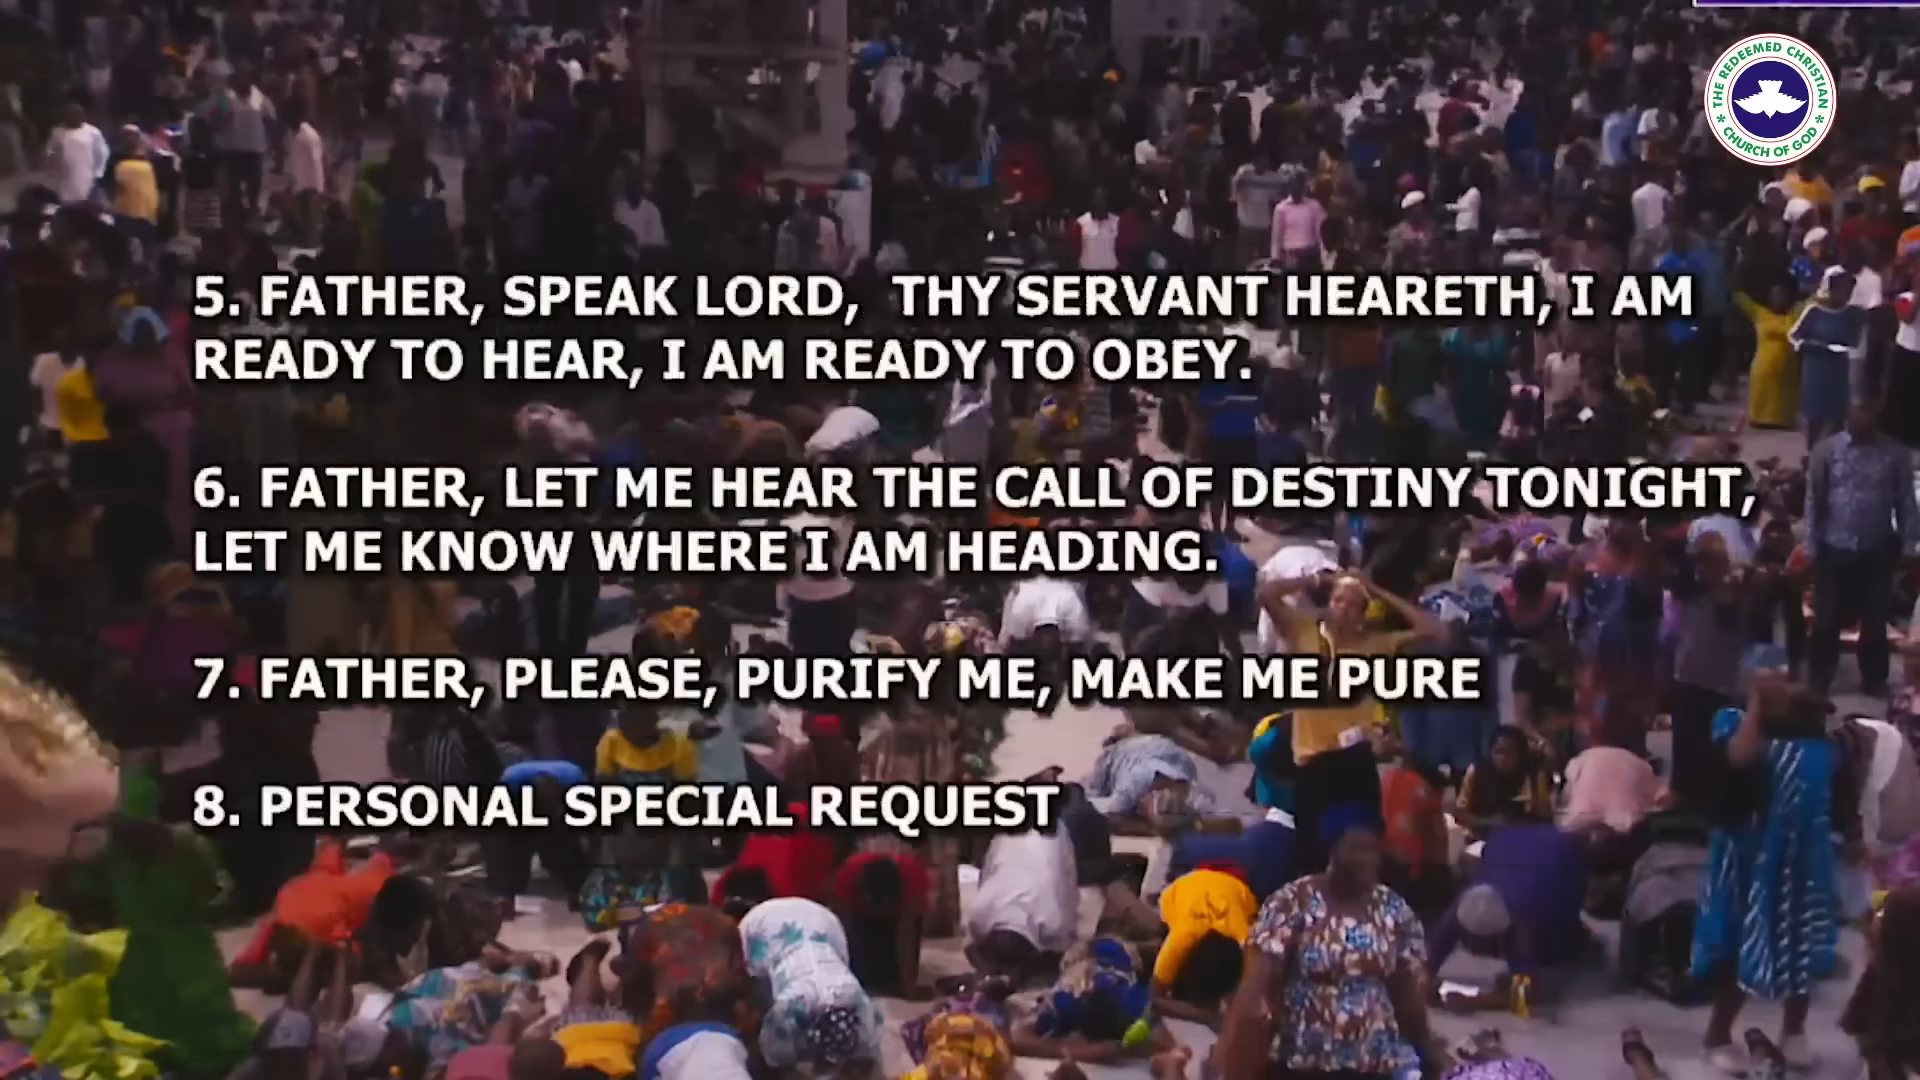 THE REDEEMED CHRISTIAN
CHURCH OF GOD
5. FATHER, SPEAK LORD,  THY SERVANT HEARETH, I AM
READY TO HEAR, I AM READY TO OBEY.
6. FATHER, LET ME HEAR THE CALL OF DESTINY TONIGHT,
LET ME KNOW WHERE I AM HEADING.
7. FATHER, PLEASE, PURIFY ME, MAKE ME PURE
8. PERSONAL SPECIAL REQUEST